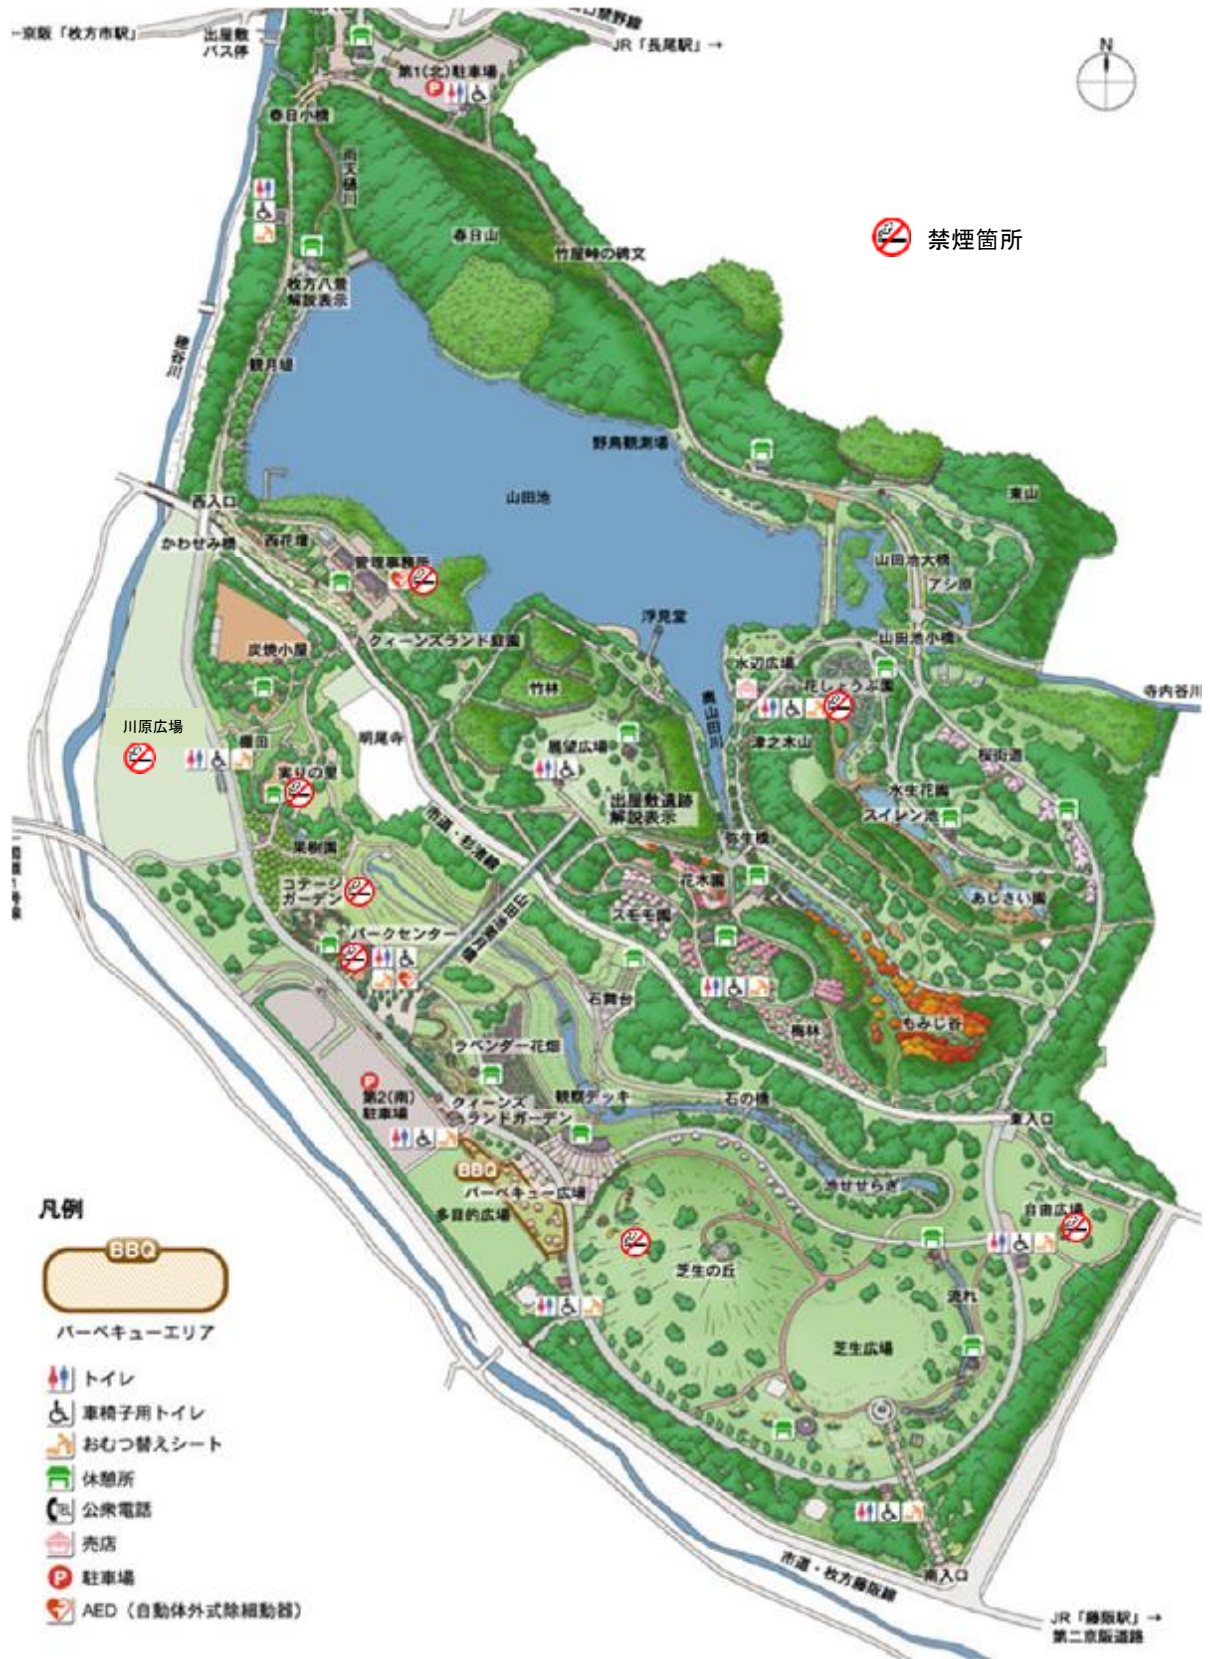 京阪「枚方市駅」
出屋敷
バス停
JR「長尾駅」→
N
第1(北)駐車場
P
春日小橋
雨天樋川
春日山
竹屋峠の碑文
禁煙箇所
枚方八景
解説表示
穂谷川
観月堤
野鳥観測場
山田池
東山
西入口
かわせみ橋
西花壇
管理事務所
山田池大橋
アシ原
浮見堂
山田池小橋
クィーンズランド庭園
炭焼小屋
水辺広場
竹林
花しょうぶ園
寺内谷川
川原広場
明尾寺
奥山田川
展望広場
津之木山
棚田
実りの里
桜街道
水生花園
スイレン池
出屋敷遺跡
解説表示
市道・杉渚線
弥生橋
果樹園
コテージ
ガーデン
花木園
スモモ園
あじさい園
パークセンター
石舞台
もみじ谷
梅林
ラベンダー花畑
P
第2(南)
駐車場
クィーンズ
ランドガーデン
観察デッキ
石の橋
東入口
BBQ
バーベキュー広場
多目的広場
池せせらぎ
自由広場
凡例
BBQ
バーベキューエリア
芝生の丘
流れ
芝生広場
トイレ
車椅子用トイレ
おむつ替えシート
休憩所
TEL
公衆電話
売店
P
駐車場
AED（自動体外式除細動器）
市道・枚方藤阪線
南入口
JR「藤阪駅」→
第二京阪道路